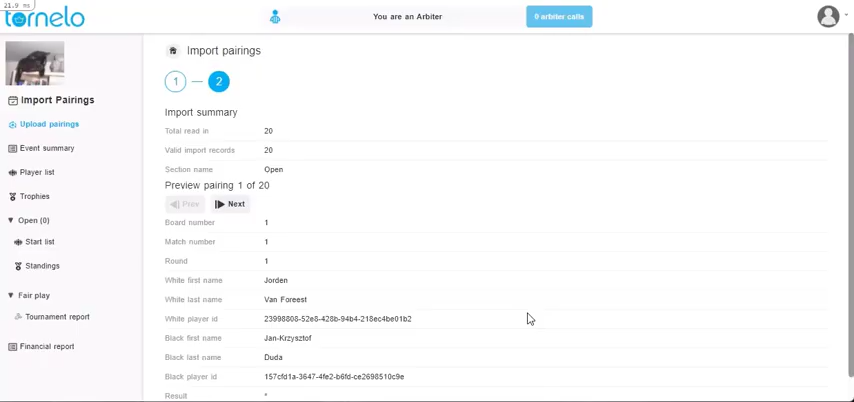 21.9 ms
tornelo
You are an Arbiter
0 arbiter calls
Import pairings
1
2
Import Pairings
Upload pairings
Event summary
Player list
Trophies
Open (0)
Start list
Standings
Fair play
Tournament report
Financial report
Import summary
Total read in 20
Valid import records 20
Section name Open
Preview pairing 1 of 20
Prev Next
Board number 1
Match number 1
Round 1
White first name Jorden
White last name Van Foreest
White player id 23998808-52e8-428b-94b4-218ec4be01b2
Black first name Jan-Krzysztof
Black last name Duda
Black player id 157cfd1a-3647-4fe2-b6fd-ce2698510c9e
Result *